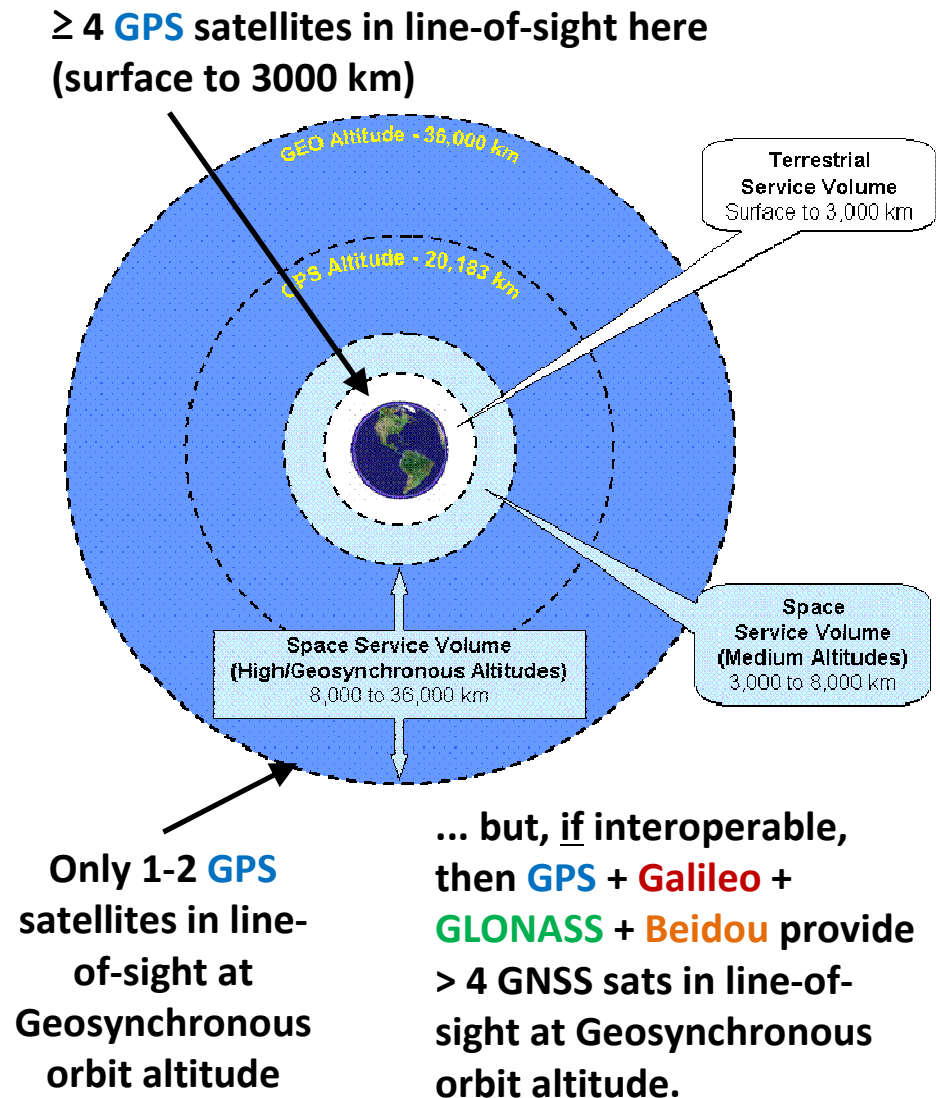 ≥ 4 GPS satellites in line-of-sight here
(surface to 3000 km)
GEO Altitude - 36,000 km
GPS Altitude - 20,183 km
Terrestrial
Service Volume
Surface to 3,000 km
Space Service Volume
(High/Geosynchronous Altitudes)
8,000 to 36,000 km
Space
Service Volume
(Medium Altitudes)
3,000 to 8,000 km
Only 1-2 GPS
satellites in line-
of-sight at
Geosynchronous
orbit altitude
... but, if interoperable,
then GPS + Galileo +
GLONASS + Beidou provide
> 4 GNSS sats in line-of-
sight at Geosynchronous
orbit altitude.